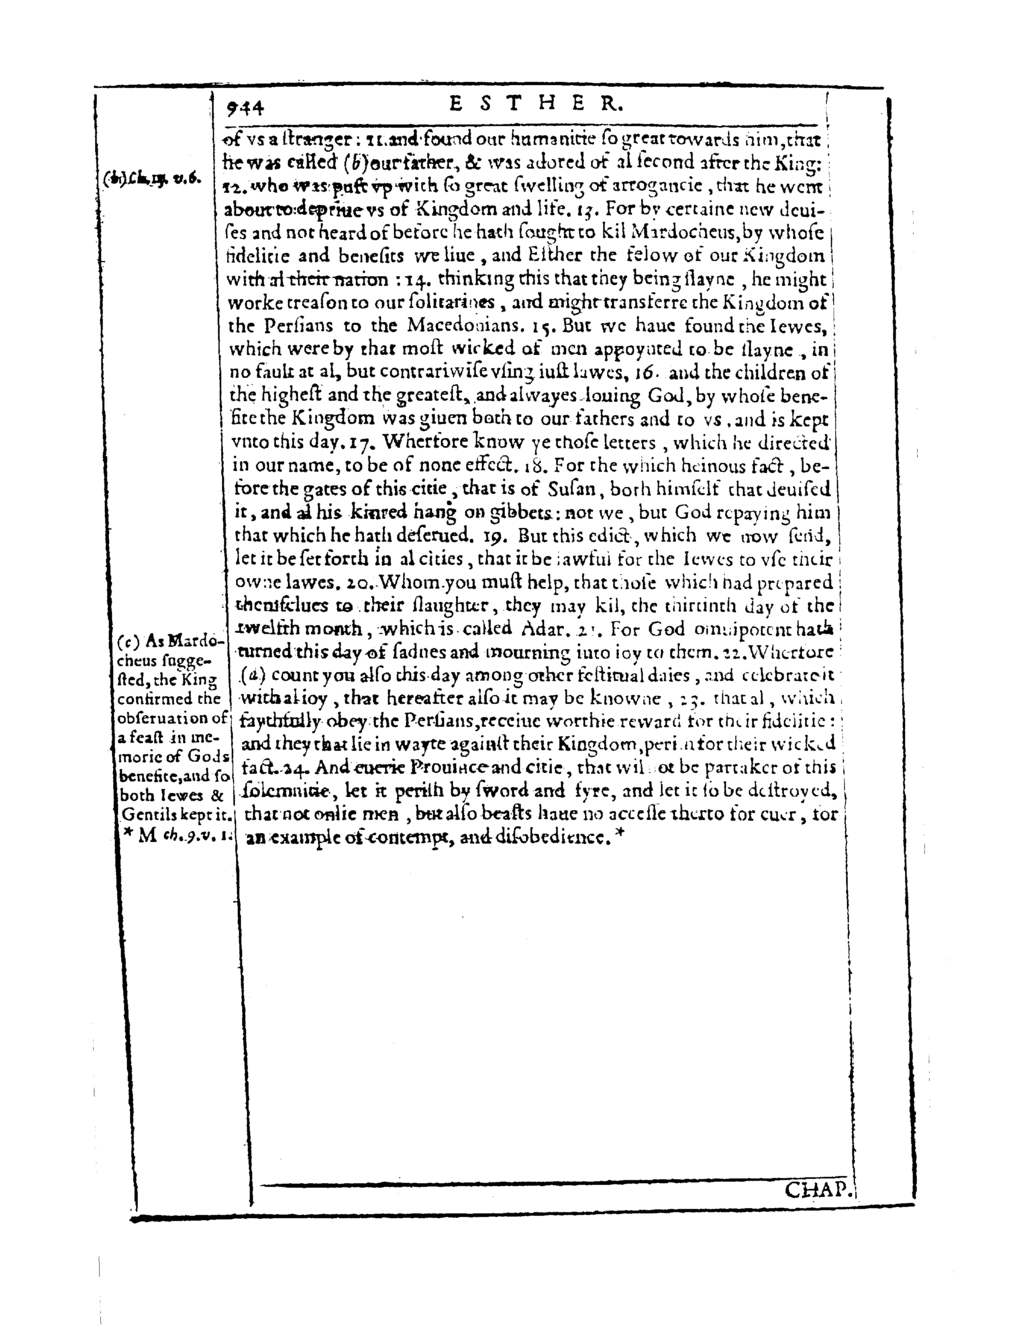 944 ESTHER.
of vs a ſtranger: 11. and found our humanitie ſo great towards him, that
he was called (b) our father, & was adored of al ſecond after the King:
12. who was puft vp with ſo great ſwelling of arrogancie, that he went
about to depriue vs of Kingdom and life. 13. For by certaine new deui-
ſes and not heard of before he hath ſought to kil Mardocheus, by whoſe
fidelitie and benefits we liue, and Eſther the felow of our Kingdom
with al their nation: 14. thinking this that they being ſlayne, he might
worke treaſon to our ſolitarines, and might transferre the Kingdom of
the Perſians to the Macedonians. 15. But we haue found the Iewes,
which were by that moſt wicked of men appoynted to be ſlayne, in
no fault at al, but contrariwiſe vſing iuſt lawes, 16. and the children of
the higheſt and the greateſt, and alwayes louing God, by whoſe bene-
fite the Kingdom was giuen both to our fathers and to vs, and is kept
vnto this day. 17. Wherfore know ye thoſe letters, which he directed
in our name, to be of none effect. 18. For the which heinous fact, be-
fore the gates of this citie, that is of Suſan, both himſelf that deuiſed
it, and al his kinred hang on gibbets: not we, but God repaying him
that which he hath deſerued. 19. But this edict, which we now ſend,
let it be ſet forth in al cities, that it be lawful for the Iewes to vſe their
owne lawes. 20. Whom you muſt help, that thoſe which had prepared
themſelues to their ſlaughter, they may kil, the thirtinth day of the
twelfth month, which is called Adar. 21. For God omnipotent hath
turned this day of ſadnes and mourning into ioy to them. 22. Wherfore
(a) count you alſo this day among other feſtiual daies, and celebrate it
with al ioy, that hereafter alſo it may be knowne, 23. that al, which
faythfully obey the Perſians, receiue worthie reward for their fidelitie:
and they that lie in wayte againſt their Kingdom, periſh for their wicked
fact. 24. And euerie Prouince and citie, that wil not be partaker of this
ſolemnitie, let it periſh by ſword and fyre, and let it ſo be deſtroyed,
that not onlie men, but alſo beaſts haue no acceſſe therto for euer, for
an example of contempt, and diſobedience. *
(b) Ch. 13. v. 6.
(c) As Mardo-
cheus ſugge-
ſted, the King
confirmed the
obſeruation of
a feaſt in me-
morie of Gods
benefite, and ſo
both Iewes &
Gentils kept it.
* M ch. 9. v. 1.
CHAP.